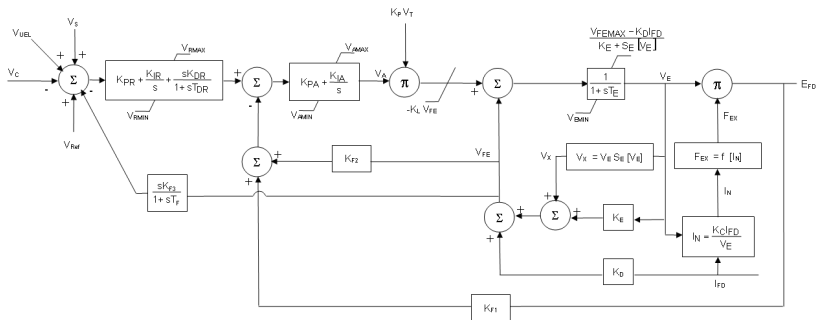 V_S
V_UEL
K_P V_T
V_FEMAX − K_D I_FD
K_E + S_E [V_E]
V_RMAX
V_AMAX
V_C
+
+
-
+
-
Σ
K_PR + K_IR/s + sK_DR/(1 + sT_DR)
+
-
Σ
K_PA + K_IA/s
V_A
π
+
Σ
1/(1 + sT_E)
V_E
π
E_FD
V_RMIN
V_AMIN
-K_L V_FE
V_EMIN
F_EX
V_Ref
+
+
Σ
K_F2
V_FE
V_X
V_X = V_E S_E [V_E]
F_EX = f [I_N]
I_N
sK_F3/(1 + sT_F)
+
+
Σ
+
+
Σ
K_E
I_N = K_C I_FD/V_E
K_D
I_FD
K_F1